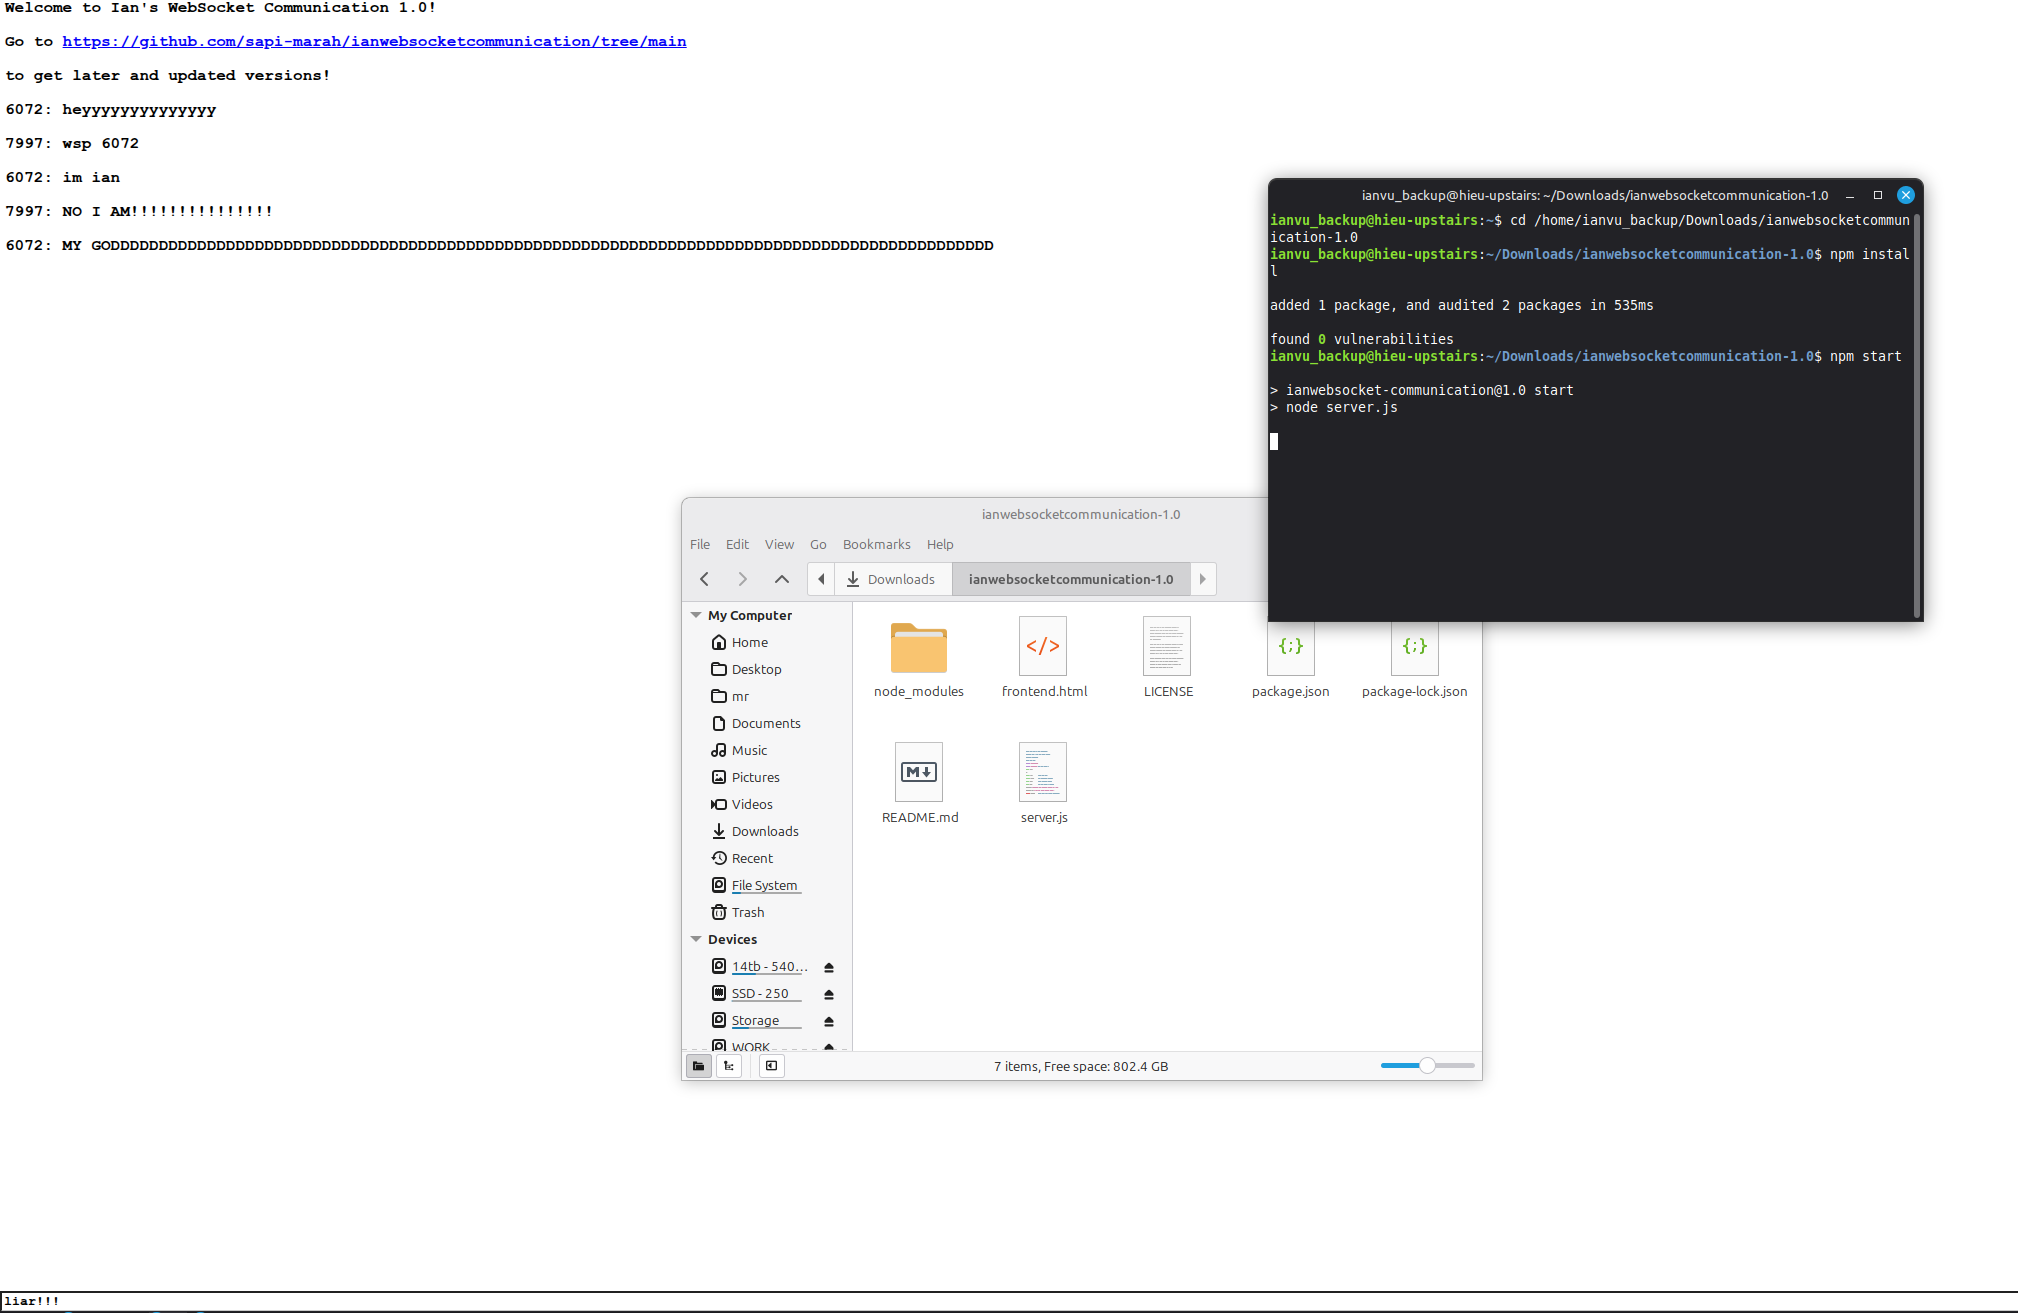 Welcome to Ian's WebSocket Communication 1.0!
Go to https://github.com/sapi-marah/ianwebsocketcommunication/tree/main
to get later and updated versions!
6072: heyyyyyyyyyyyyyy
7997: wsp 6072
6072: im ian
7997: NO I AM!!!!!!!!!!!!!!!
6072: MY GODDDDDDDDDDDDDDDDDDDDDDDDDDDDDDDDDDDDDDDDDDDDDDDDDDDDDDDDDDDDDDDDDDDDDDDDDDDDDDDDDDDDDDDDDDDD
ianvu_backup@hieu-upstairs: ~/Downloads/ianwebsocketcommunication-1.0
ianvu_backup@hieu-upstairs:~$ cd /home/ianvu_backup/Downloads/ianwebsocketcommun
ication-1.0
ianvu_backup@hieu-upstairs:~/Downloads/ianwebsocketcommunication-1.0$ npm instal
l
added 1 package, and audited 2 packages in 535ms
found 0 vulnerabilities
ianvu_backup@hieu-upstairs:~/Downloads/ianwebsocketcommunication-1.0$ npm start
> ianwebsocket-communication@1.0 start
> node server.js
ianwebsocketcommunication-1.0
File Edit View Go Bookmarks Help
Downloads ianwebsocketcommunication-1.0
My Computer
Home
Desktop
mr
Documents
Music
Pictures
Videos
Downloads
Recent
File System
Trash
Devices
14tb - 540...
SSD - 250
Storage
WORK
node_modules
frontend.html
LICENSE
package.json
package-lock.json
README.md
server.js
7 items, Free space: 802.4 GB
liar!!!